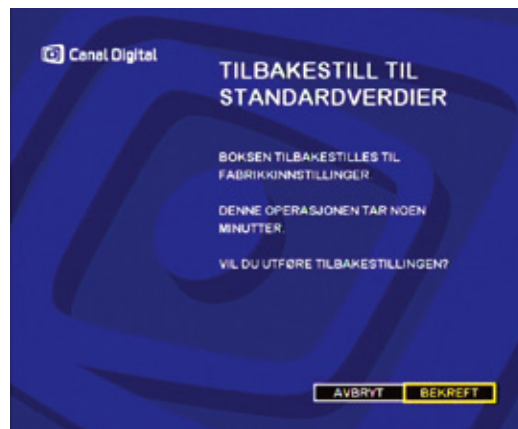 Canal Digital
TILBAKESTILL TIL
STANDARDVERDIER
BOKSEN TILBAKESTILLES TIL
FABRIKKINNSTILLINGER.
DENNE OPERASJONEN TAR NOEN
MINUTTER.
VIL DU UTFØRE TILBAKESTILLINGEN?
AVBRYT BEKREFT